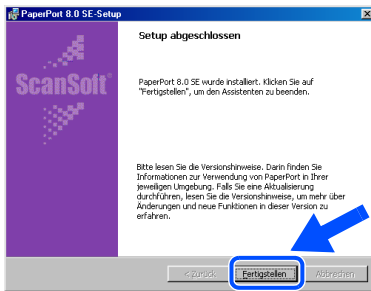 PaperPort 8.0 SE-Setup
Setup abgeschlossen
ScanSoft®
PaperPort 8.0 SE wurde installiert. Klicken Sie auf
"Fertigstellen", um den Assistenten zu beenden.
Bitte lesen Sie die Versionshinweise. Darin finden Sie
Informationen zur Verwendung von PaperPort in Ihrer
jeweiligen Umgebung. Falls Sie eine Aktualisierung
durchführen, lesen Sie die Versionshinweise, um mehr über
Änderungen und neue Funktionen in dieser Version zu
erfahren.
< Zurück Fertigstellen Abbrechen